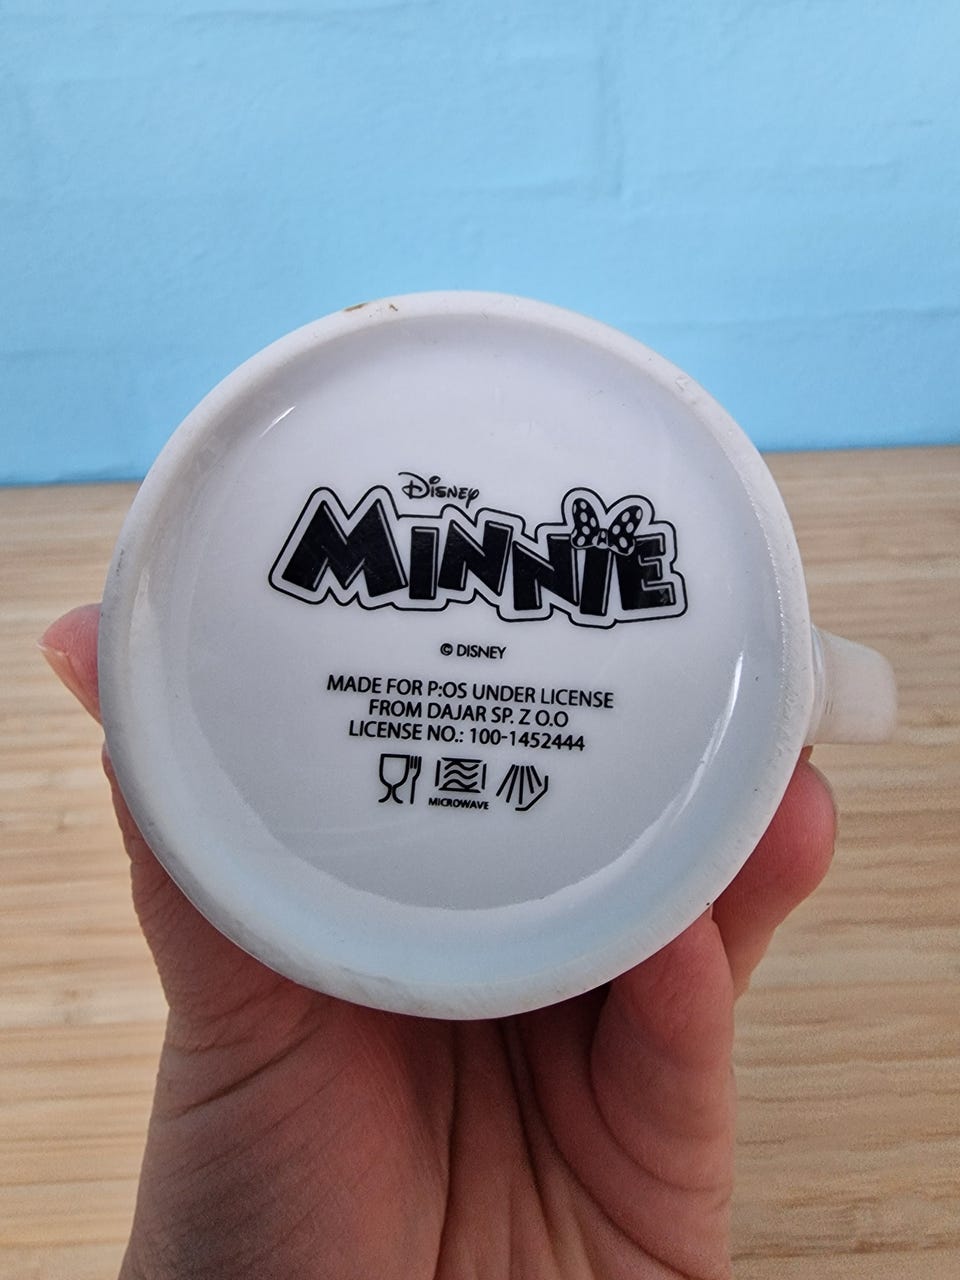 Disney
MINNIE
© DISNEY
MADE FOR P:OS UNDER LICENSE
FROM DAJAR SP. Z O.O
LICENSE NO.: 100-1452444
MICROWAVE